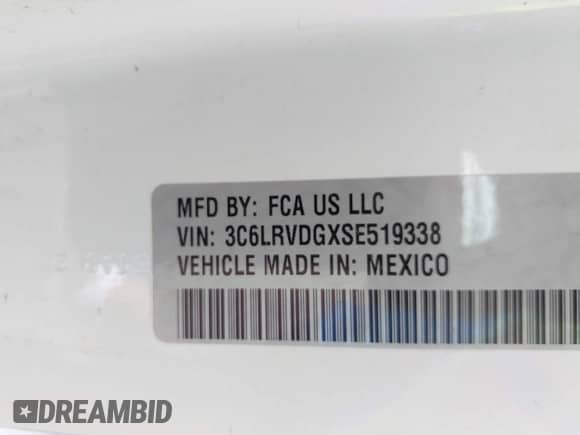 MFD BY: FCA US LLC
VIN: 3C6LRVDGXSE519338
VEHICLE MADE IN: MEXICO
DREAMBID